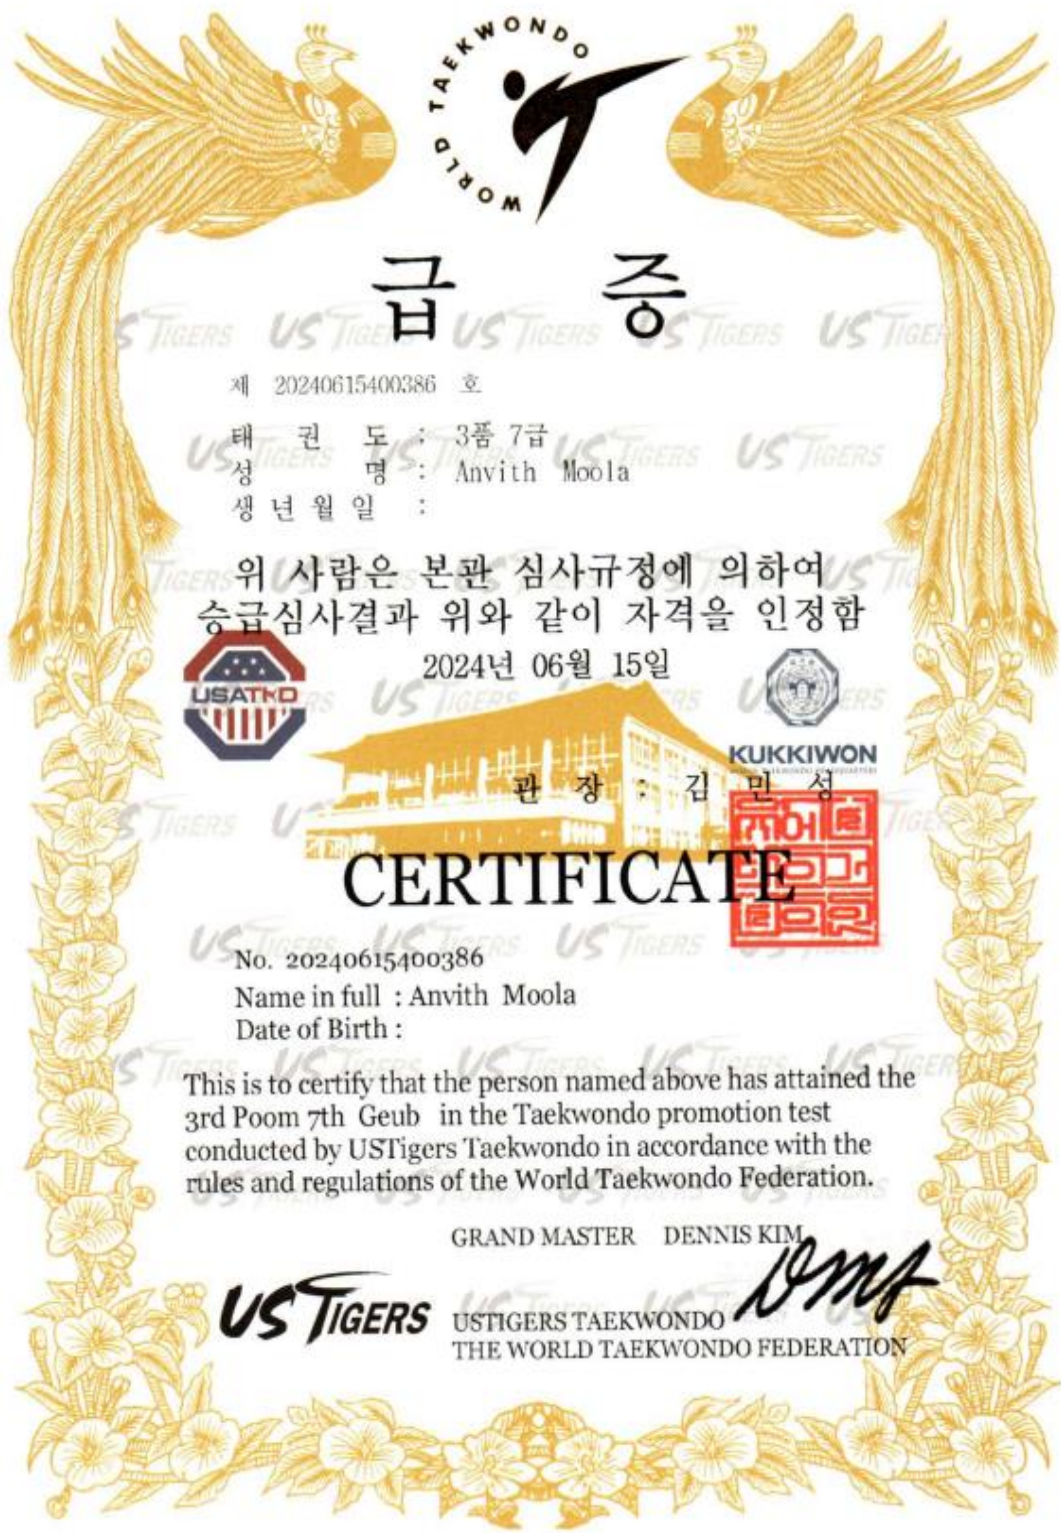 WORLD TAEKWONDO
급 증
제 20240615400386 호
태 권 도 : 3품 7급
성 명 : Anvith Moola
생 년 월 일 :
위 사람은 본관 심사규정에 의하여
승급심사결과 위와 같이 자격을 인정함
2024년 06월 15일
USATKD
KUKKIWON
관 장 : 김 민 성
CERTIFICATE
No. 20240615400386
Name in full : Anvith Moola
Date of Birth :
This is to certify that the person named above has attained the
3rd Poom 7th Geub in the Taekwondo promotion test
conducted by USTigers Taekwondo in accordance with the
rules and regulations of the World Taekwondo Federation.
GRAND MASTER DENNIS KIM
US TIGERS
USTIGERS TAEKWONDO
THE WORLD TAEKWONDO FEDERATION